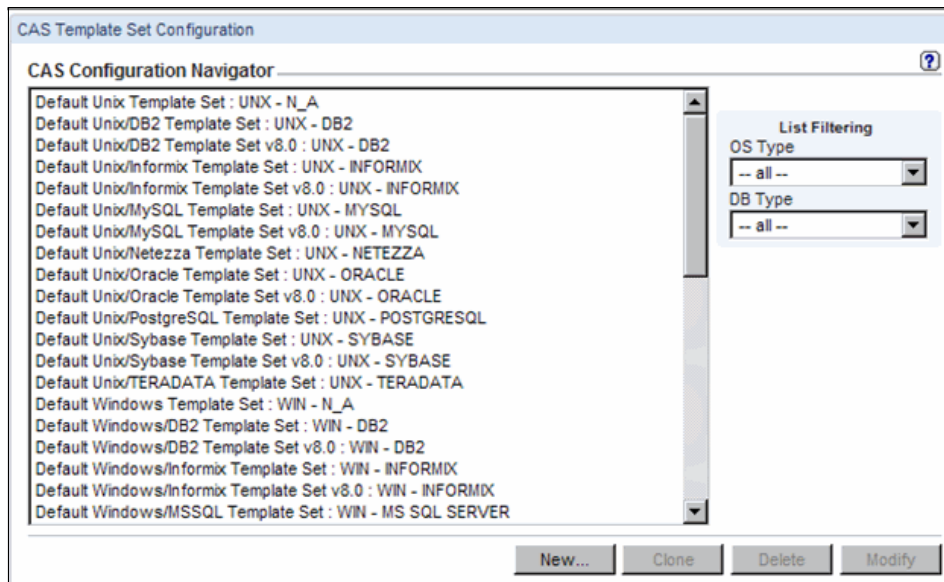 CAS Template Set Configuration
CAS Configuration Navigator
?
Default Unix Template Set : UNX - N_A
Default Unix/DB2 Template Set : UNX - DB2
Default Unix/DB2 Template Set v8.0 : UNX - DB2
Default Unix/Informix Template Set : UNX - INFORMIX
Default Unix/Informix Template Set v8.0 : UNX - INFORMIX
Default Unix/MySQL Template Set : UNX - MYSQL
Default Unix/MySQL Template Set v8.0 : UNX - MYSQL
Default Unix/Netezza Template Set : UNX - NETEZZA
Default Unix/Oracle Template Set : UNX - ORACLE
Default Unix/Oracle Template Set v8.0 : UNX - ORACLE
Default Unix/PostgreSQL Template Set : UNX - POSTGRESQL
Default Unix/Sybase Template Set : UNX - SYBASE
Default Unix/Sybase Template Set v8.0 : UNX - SYBASE
Default Unix/TERADATA Template Set : UNX - TERADATA
Default Windows Template Set : WIN - N_A
Default Windows/DB2 Template Set : WIN - DB2
Default Windows/DB2 Template Set v8.0 : WIN - DB2
Default Windows/Informix Template Set : WIN - INFORMIX
Default Windows/Informix Template Set v8.0 : WIN - INFORMIX
Default Windows/MSSQL Template Set : WIN - MS SQL SERVER
List Filtering
OS Type
-- all --
DB Type
-- all --
New...
Clone
Delete
Modify